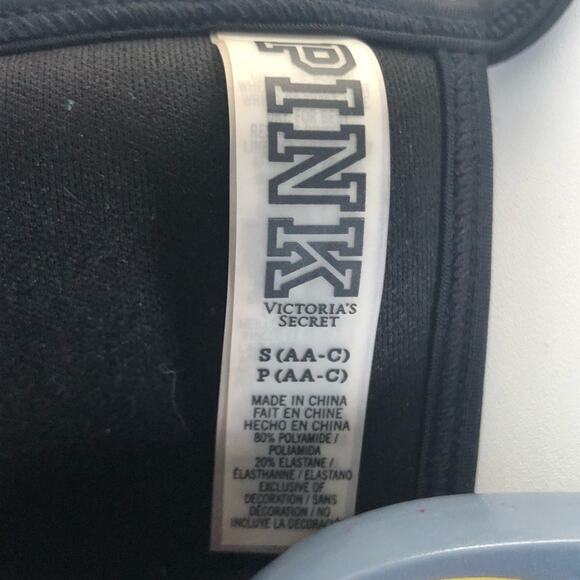 PINK
VICTORIA'S
SECRET
S (AA-C)
P (AA-C)
MADE IN CHINA
FAIT EN CHINE
HECHO EN CHINA
80% POLYAMIDE /
POLIAMIDA
20% ELASTANE /
ÉLASTHANNE / ELASTANO
EXCLUSIVE OF
DECORATION / SANS
DÉCORATION / NO
INCLUYE LA DECORACIÓN